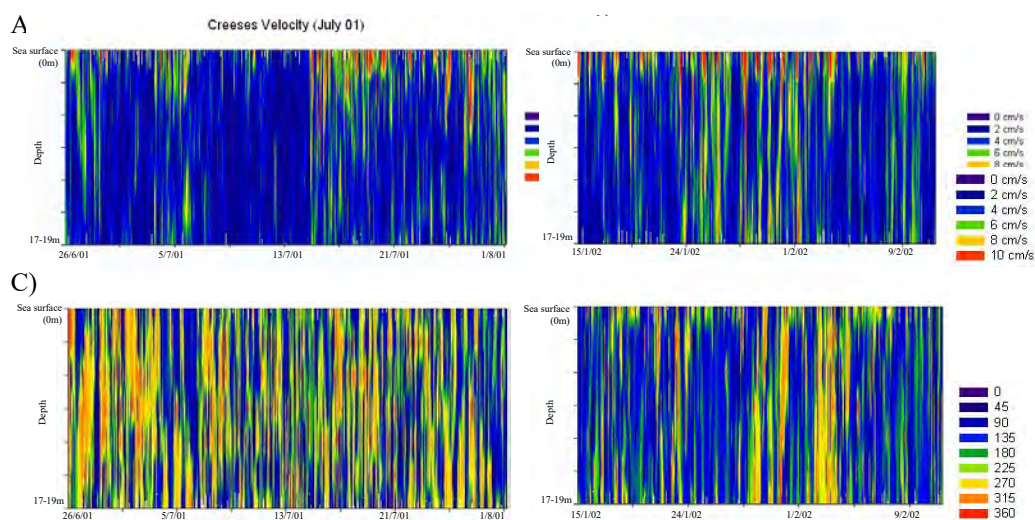 A
Creeses Velocity (July 01)
Sea surface
(0m)
Depth
17-19m
26/6/01
5/7/01
13/7/01
21/7/01
1/8/01
Sea surface
(0m)
Depth
17-19m
15/1/02
24/1/02
1/2/02
9/2/02
0 cm/s
2 cm/s
4 cm/s
6 cm/s
8 cm/s
0 cm/s
2 cm/s
4 cm/s
6 cm/s
8 cm/s
10 cm/s
C)
Sea surface
(0m)
Depth
17-19m
26/6/01
5/7/01
13/7/01
21/7/01
1/8/01
Sea surface
(0m)
Depth
17-19m
15/1/02
24/1/02
1/2/02
9/2/02
0
45
90
135
180
225
270
315
360